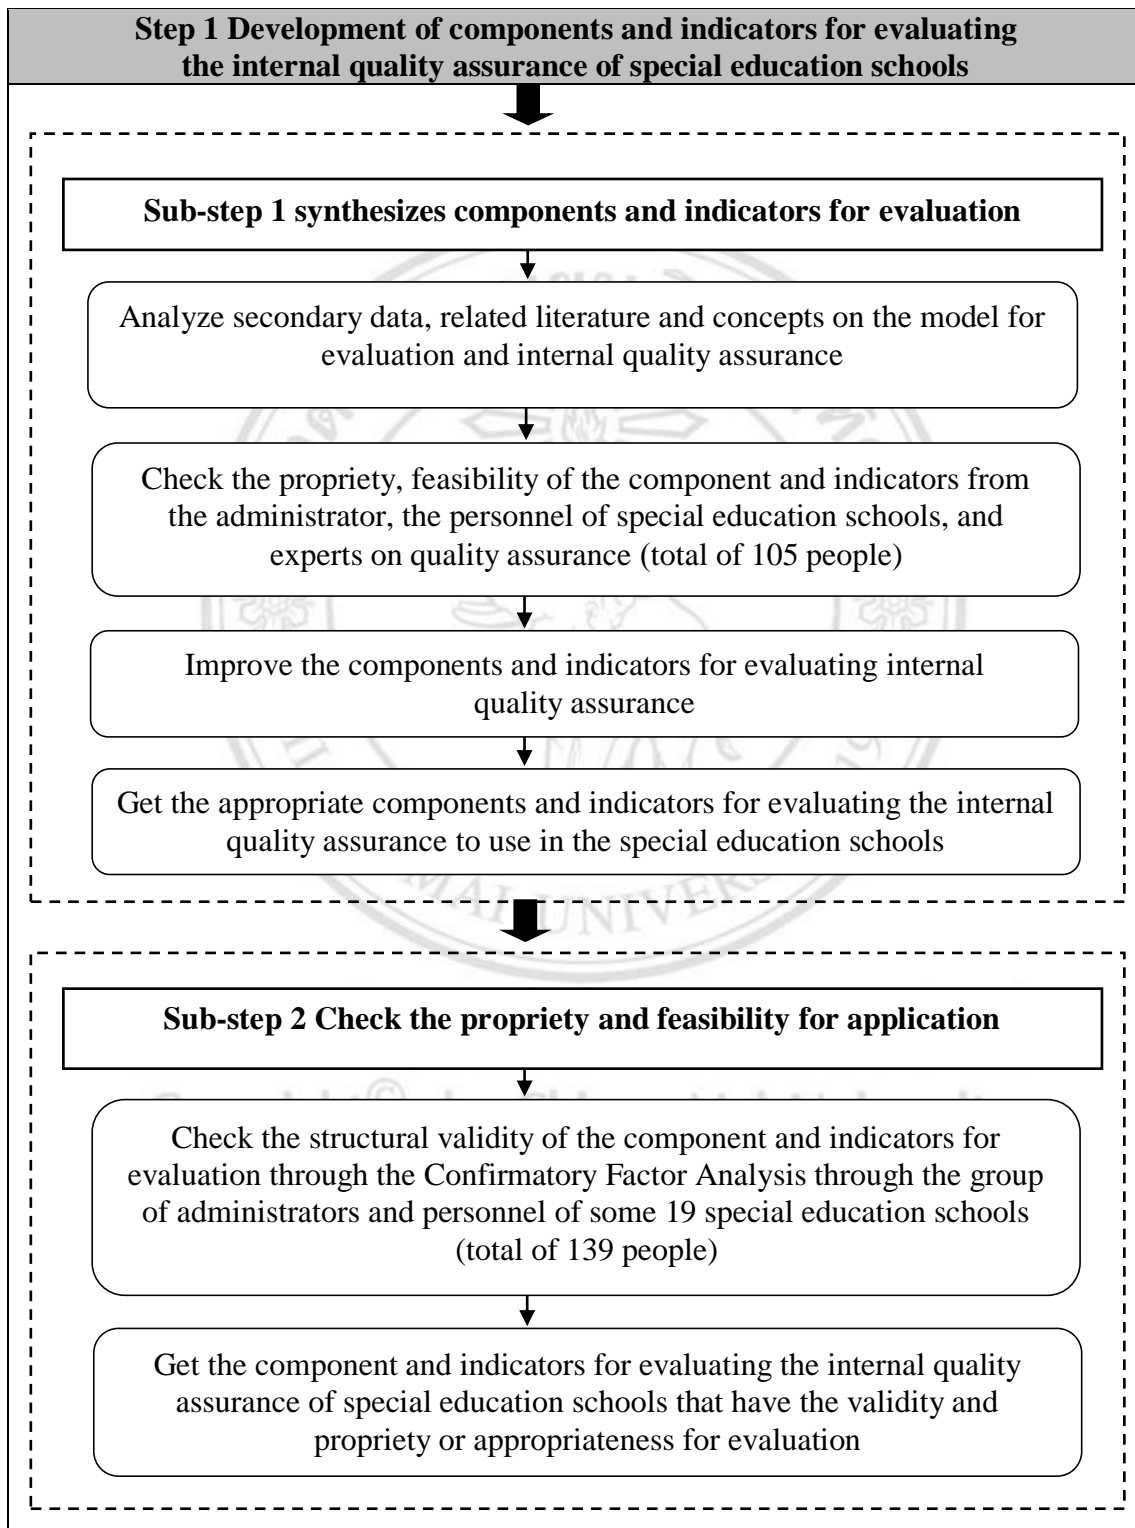 Step 1 Development of components and indicators for evaluating
the internal quality assurance of special education schools
Sub-step 1 synthesizes components and indicators for evaluation
Analyze secondary data, related literature and concepts on the model for
evaluation and internal quality assurance
Check the propriety, feasibility of the component and indicators from
the administrator, the personnel of special education schools, and
experts on quality assurance (total of 105 people)
Improve the components and indicators for evaluating internal
quality assurance
Get the appropriate components and indicators for evaluating the internal
quality assurance to use in the special education schools
MAI UNIVERS
Sub-step 2 Check the propriety and feasibility for application
Check the structural validity of the component and indicators for
evaluation through the Confirmatory Factor Analysis through the group
of administrators and personnel of some 19 special education schools
(total of 139 people)
Get the component and indicators for evaluating the internal quality
assurance of special education schools that have the validity and
propriety or appropriateness for evaluation